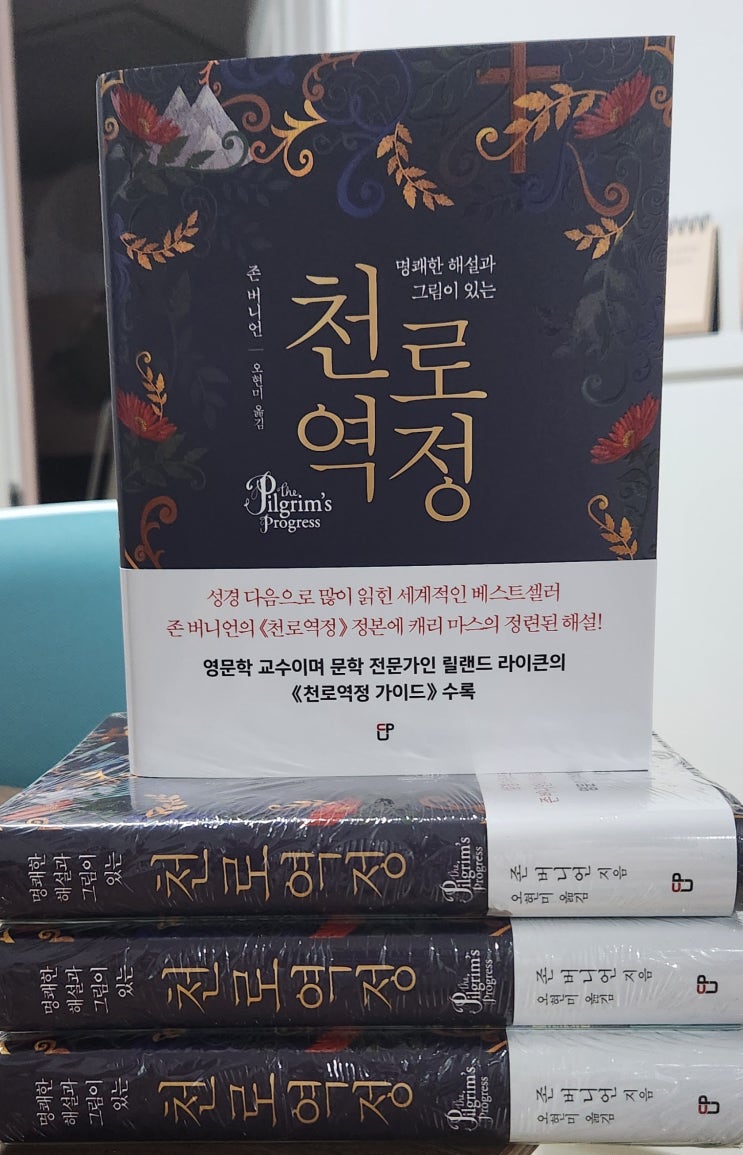 명쾌한 해설과
그림이 있는
천로
역정
존 버니언 | 오현미 옮김
the
Pilgrim's
Progress
성경 다음으로 많이 읽힌 세계적인 베스트셀러
존 버니언의 《천로역정》 정본에 캐리 마스의 정련된 해설!
영문학 교수이며 문학 전문가인 릴랜드 라이큰의
《천로역정 가이드》 수록
CUP
명쾌한
해설과
그림이
있는
천로역정
the
Pilgrim's
Progress
존 버니언 지음
오현미 옮김
CUP
명쾌한
해설과
그림이
있는
천로역정
the
Pilgrim's
Progress
존 버니언 지음
오현미 옮김
CUP
명쾌한
해설과
그림이
있는
천로역정
the
Pilgrim's
Progress
존 버니언 지음
오현미 옮김
CUP